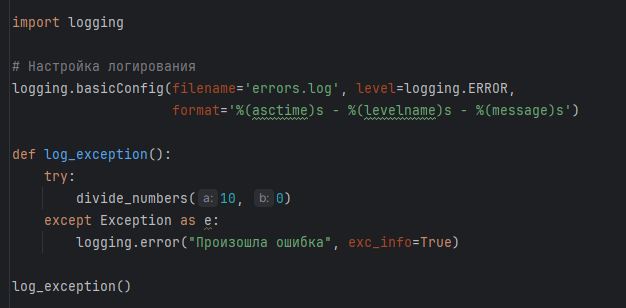 import logging
# Настройка логирования
logging.basicConfig(filename='errors.log', level=logging.ERROR,
format='%(asctime)s - %(levelname)s - %(message)s')
def log_exception():
try:
divide_numbers( a: 10, b: 0)
except Exception as e:
logging.error("Произошла ошибка", exc_info=True)
log_exception()